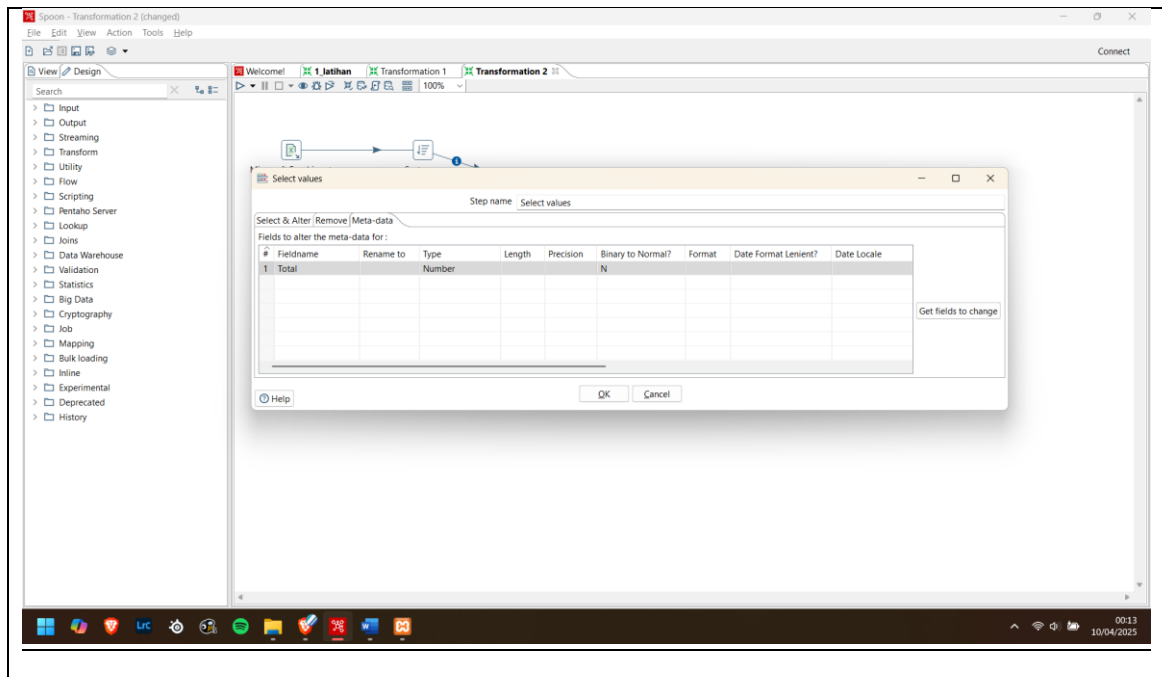 Spoon - Transformation 2 (changed)
File Edit View Action Tools Help
Connect
View Design
Welcome! 1_latihan Transformation 1 Transformation 2
Search
100%
Input
Output
Streaming
Transform
Utility
Flow
Scripting
Pentaho Server
Lookup
Joins
Data Warehouse
Validation
Statistics
Big Data
Cryptography
Job
Mapping
Bulk loading
Inline
Experimental
Deprecated
History
Select values
Step name Select values
Select & Alter Remove Meta-data
Fields to alter the meta-data for :
# Fieldname Rename to Type Length Precision Binary to Normal? Format Date Format Lenient? Date Locale
1 Total Number N
Get fields to change
Help
OK Cancel
LrC
00:13
10/04/2025